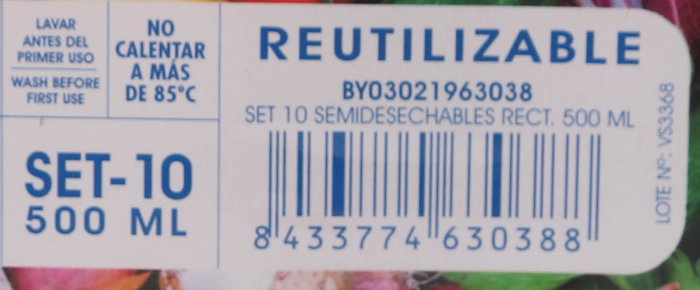 LAVAR
ANTES DEL
PRIMER USO
WASH BEFORE
FIRST USE
NO
CALENTAR
A MÁS
DE 85ºC
SET-10
500 ML
REUTILIZABLE
BY03021963038
SET 10 SEMIDESECHABLES RECT. 500 ML
8 433774 630388
LOTE Nº: VS3368